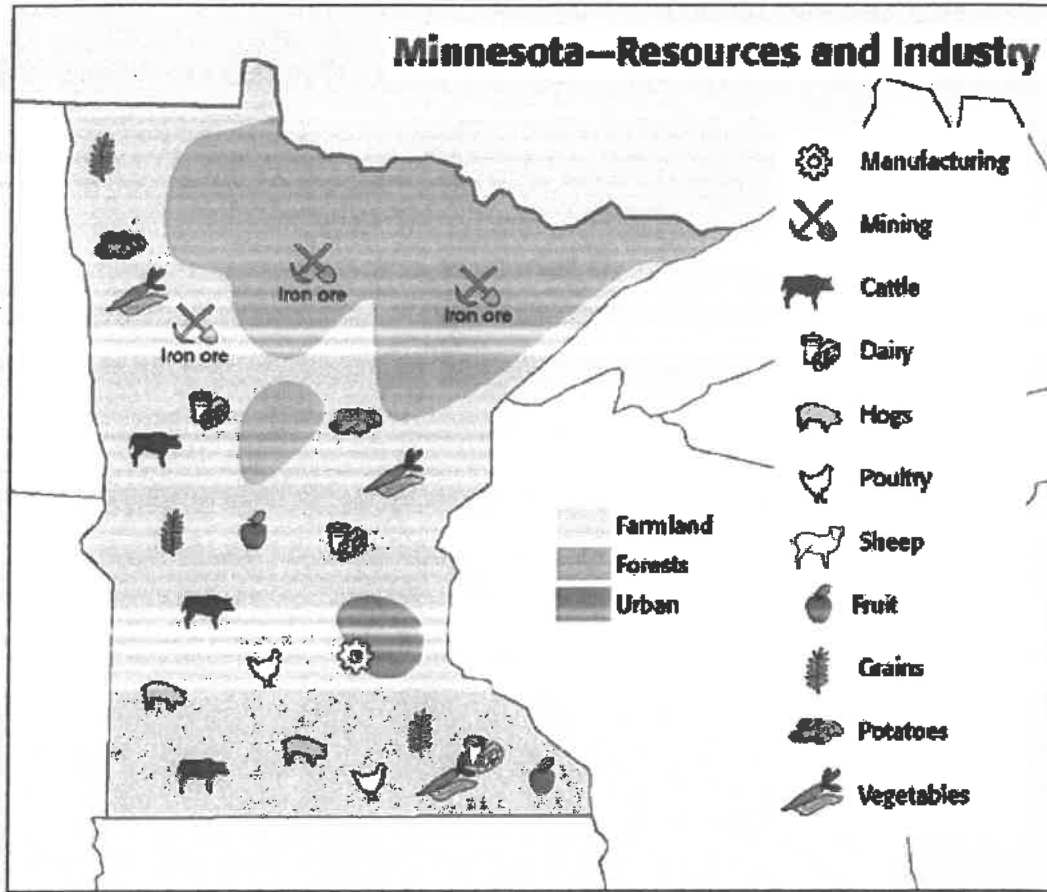 Minnesota—Resources and Industry
Manufacturing
Mining
Cattle
Dairy
Hogs
Poultry
Sheep
Fruit
Grains
Potatoes
Vegetables
Farmland
Forests
Urban
Iron ore
Iron ore
Iron ore